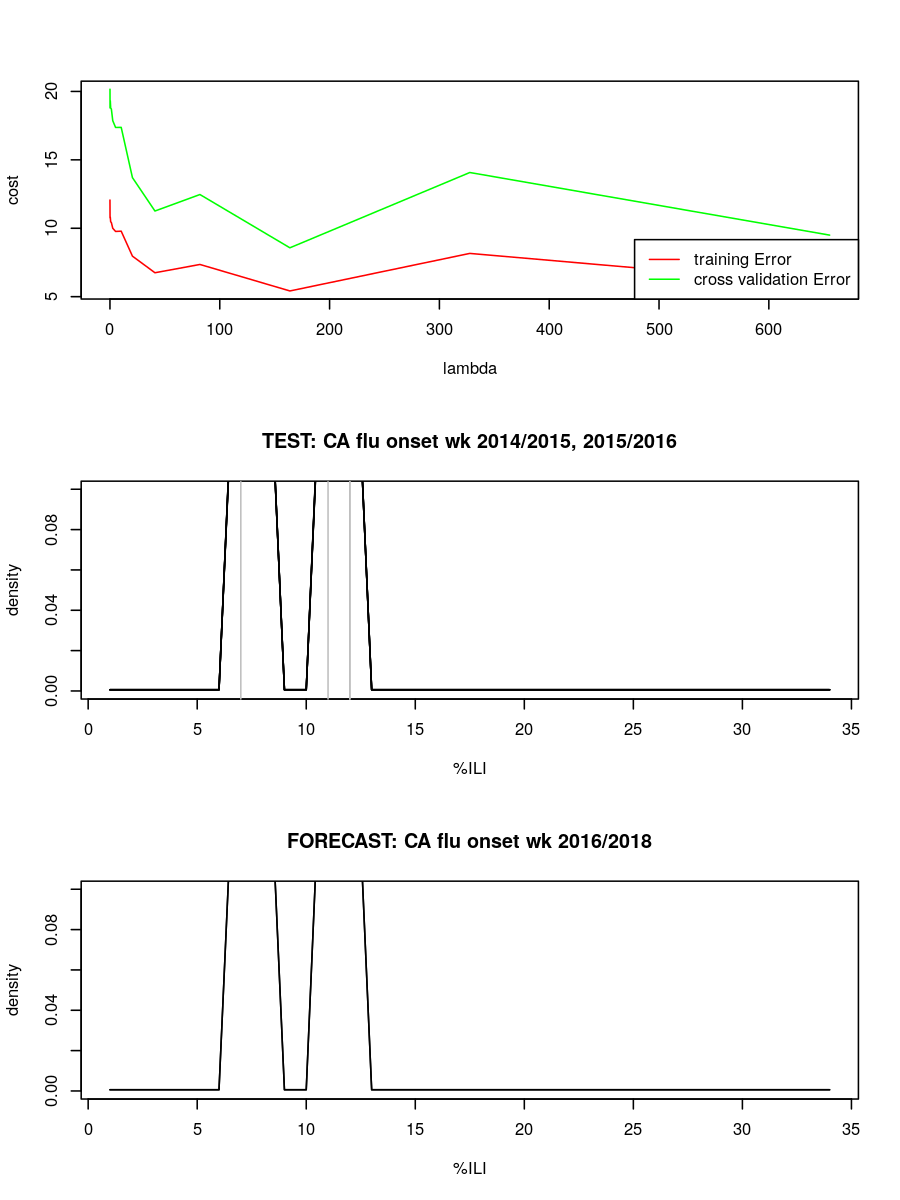 20
15
10
5
cost
0 100 200 300 400 500 600
lambda
training Error
cross validation Error
TEST: CA flu onset wk 2014/2015, 2015/2016
0.08
0.04
0.00
density
0 5 10 15 20 25 30 35
%ILI
FORECAST: CA flu onset wk 2016/2018
0.08
0.04
0.00
density
0 5 10 15 20 25 30 35
%ILI